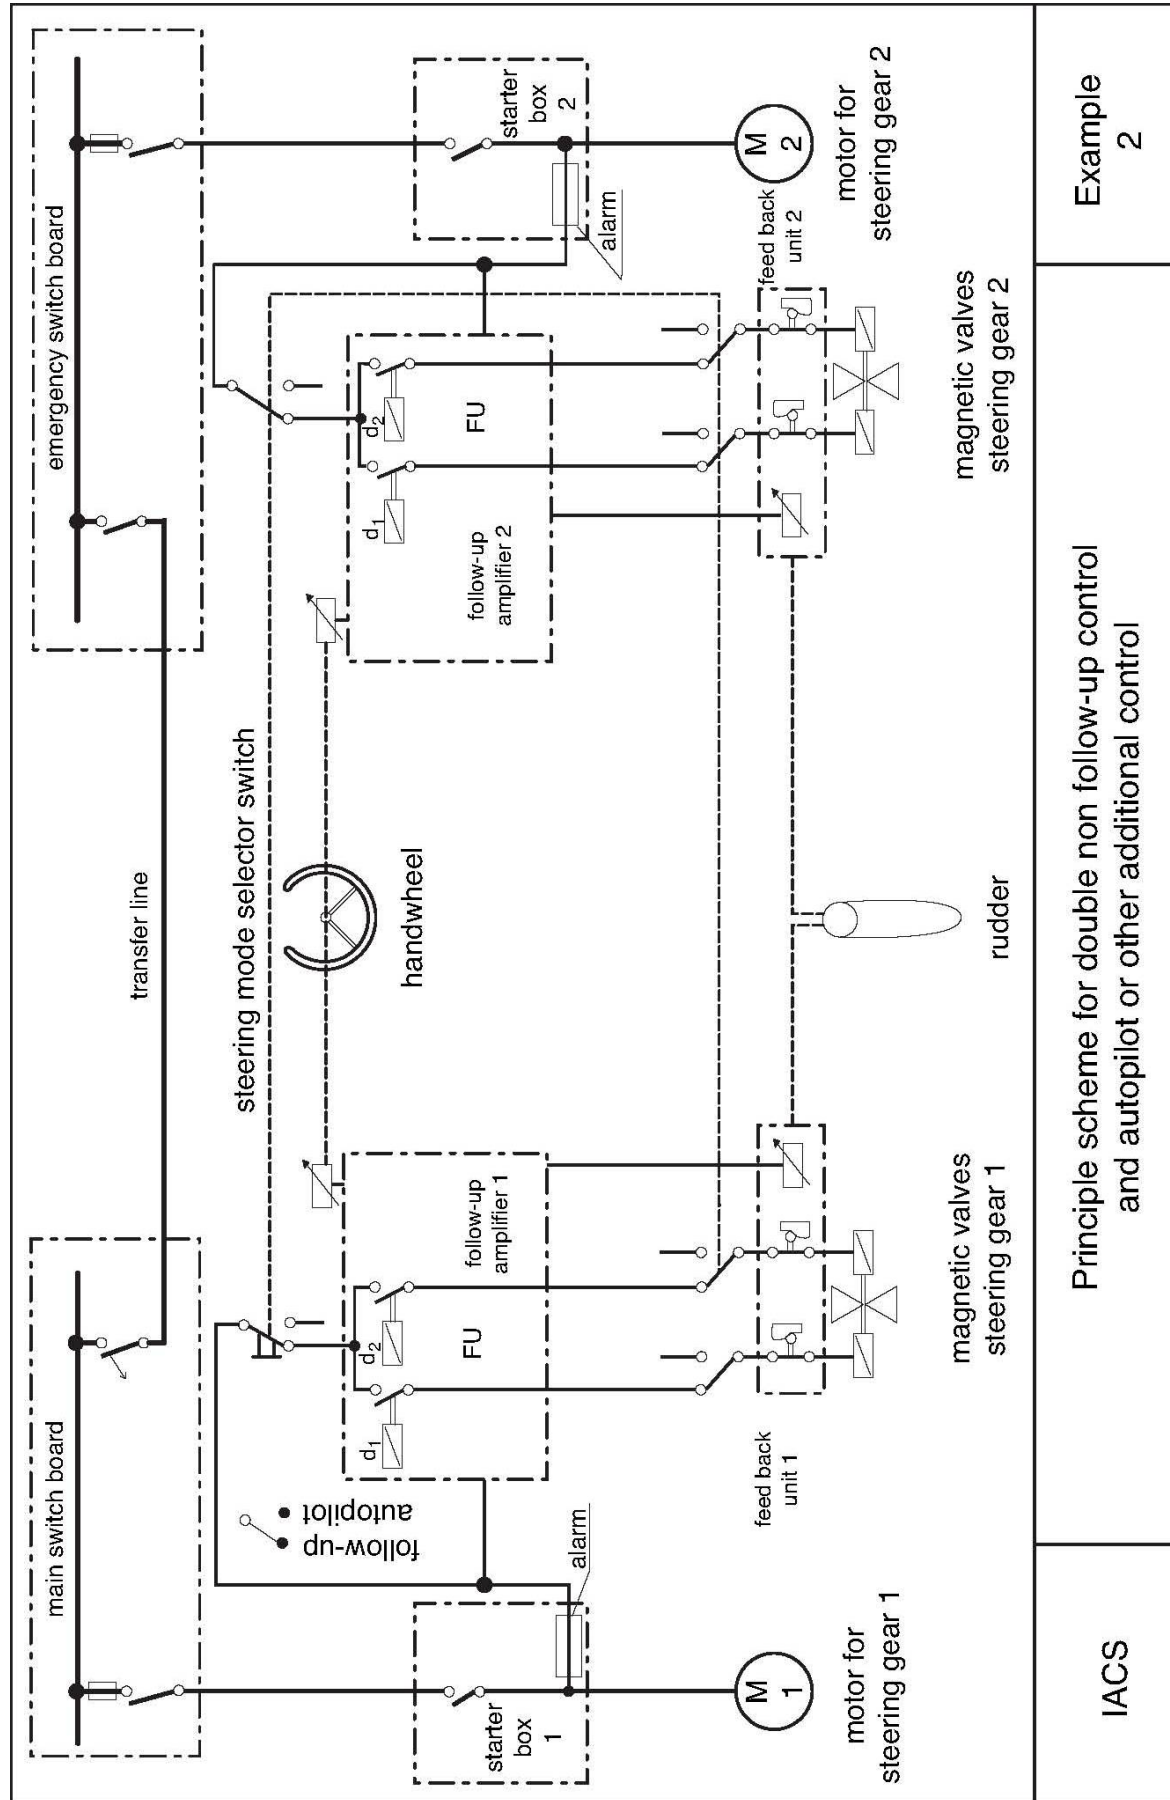 main switch board
emergency switch board
transfer line
steering mode selector switch
follow-up
autopilot
handwheel
starter
box
1
starter
box
2
alarm
alarm
d1
d2
FU
follow-up
amplifier 1
d1
d2
FU
follow-up
amplifier 2
feed back
unit 1
feed back
unit 2
M
1
M
2
motor for
steering gear 1
magnetic valves
steering gear 1
rudder
magnetic valves
steering gear 2
motor for
steering gear 2
IACS
Principle scheme for double non follow-up control
and autopilot or other additional control
Example
2